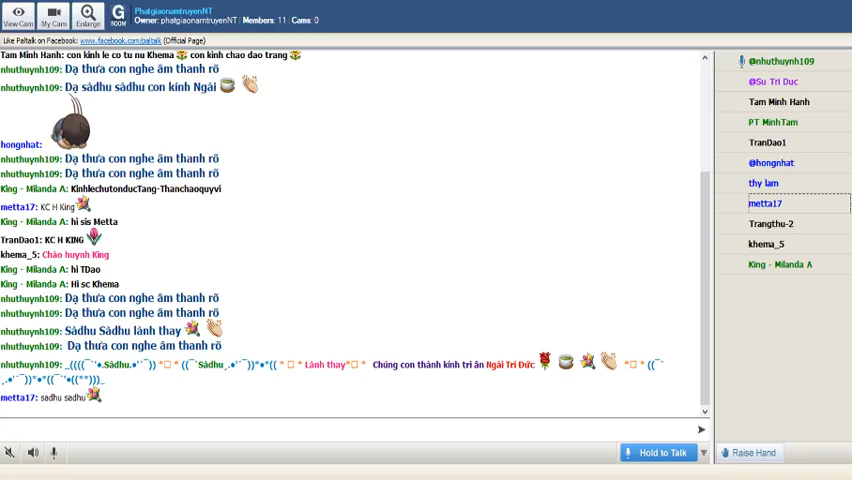 View Cam
My Cam
Enlarge
G
ROOM
PhatgiaonamtruyenNT
Owner: phatgiaonamtruyenNT | Members: 11 | Cams: 0
Like Paltalk on Facebook: www.facebook.com/paltalk (Official Page)
Tam Minh Hanh: con kinh le co tu nu Khema con kinh chao dao trang
nhuthuynh109: Dạ thưa con nghe âm thanh rõ
nhuthuynh109: Dạ sàdhu sàdhu con kính Ngài
hongnhat:
nhuthuynh109: Dạ thưa con nghe âm thanh rõ
nhuthuynh109: Dạ thưa con nghe âm thanh rõ
King - Milanda A: KinhlechutonducTang-Thanchaoquyvi
metta17: KC H King
King - Milanda A: hi sis Metta
TranDao1: KC H KING
khema_5: Chào huynh King
King - Milanda A: hi TDao
King - Milanda A: Hi sc Khema
nhuthuynh109: Dạ thưa con nghe âm thanh rõ
nhuthuynh109: Dạ thưa con nghe âm thanh rõ
nhuthuynh109: Sàdhu Sàdhu lành thay
nhuthuynh109: Dạ thưa con nghe âm thanh rõ
nhuthuynh109: _((((¯`'•.Sàdhu.•'´¯)) *▯ * ((¯`Sàdhu¸.•'´¯))*•*(( * ▯ * Lành thay*▯ * Chúng con thành kính tri ân Ngài Trí Đức *▯ * ((¯`
¸.•'´¯))*•*((¯`'•((**)))_
metta17: sadhu sadhu
@nhuthuynh109
@Su Tri Duc
Tam Minh Hanh
PT MinhTam
TranDao1
@hongnhat
thy lam
metta17
Trangthu-2
khema_5
King - Milanda A
Hold to Talk
Raise Hand